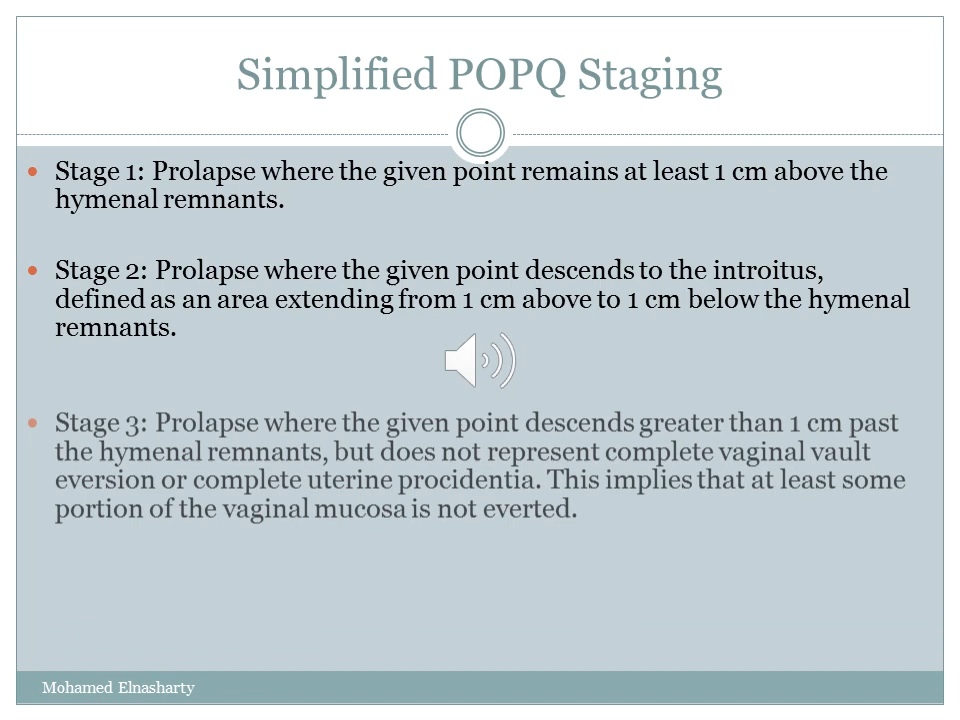 Simplified POPQ Staging
• Stage 1: Prolapse where the given point remains at least 1 cm above the
hymenal remnants.
• Stage 2: Prolapse where the given point descends to the introitus,
defined as an area extending from 1 cm above to 1 cm below the hymenal
remnants.
• Stage 3: Prolapse where the given point descends greater than 1 cm past
the hymenal remnants, but does not represent complete vaginal vault
eversion or complete uterine procidentia. This implies that at least some
portion of the vaginal mucosa is not everted.
Mohamed Elnasharty